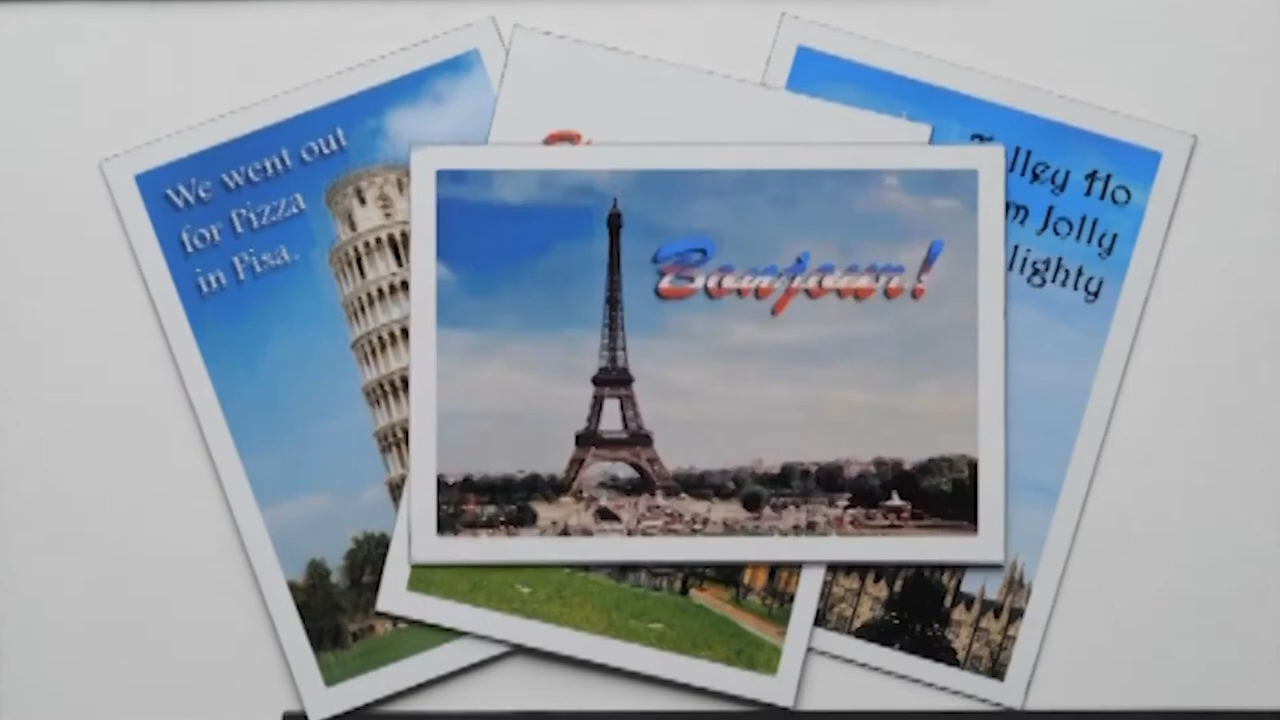 We went out
for Pizza
in Pisa.
Bonjour!
lley Ho
m Jolly
lighty